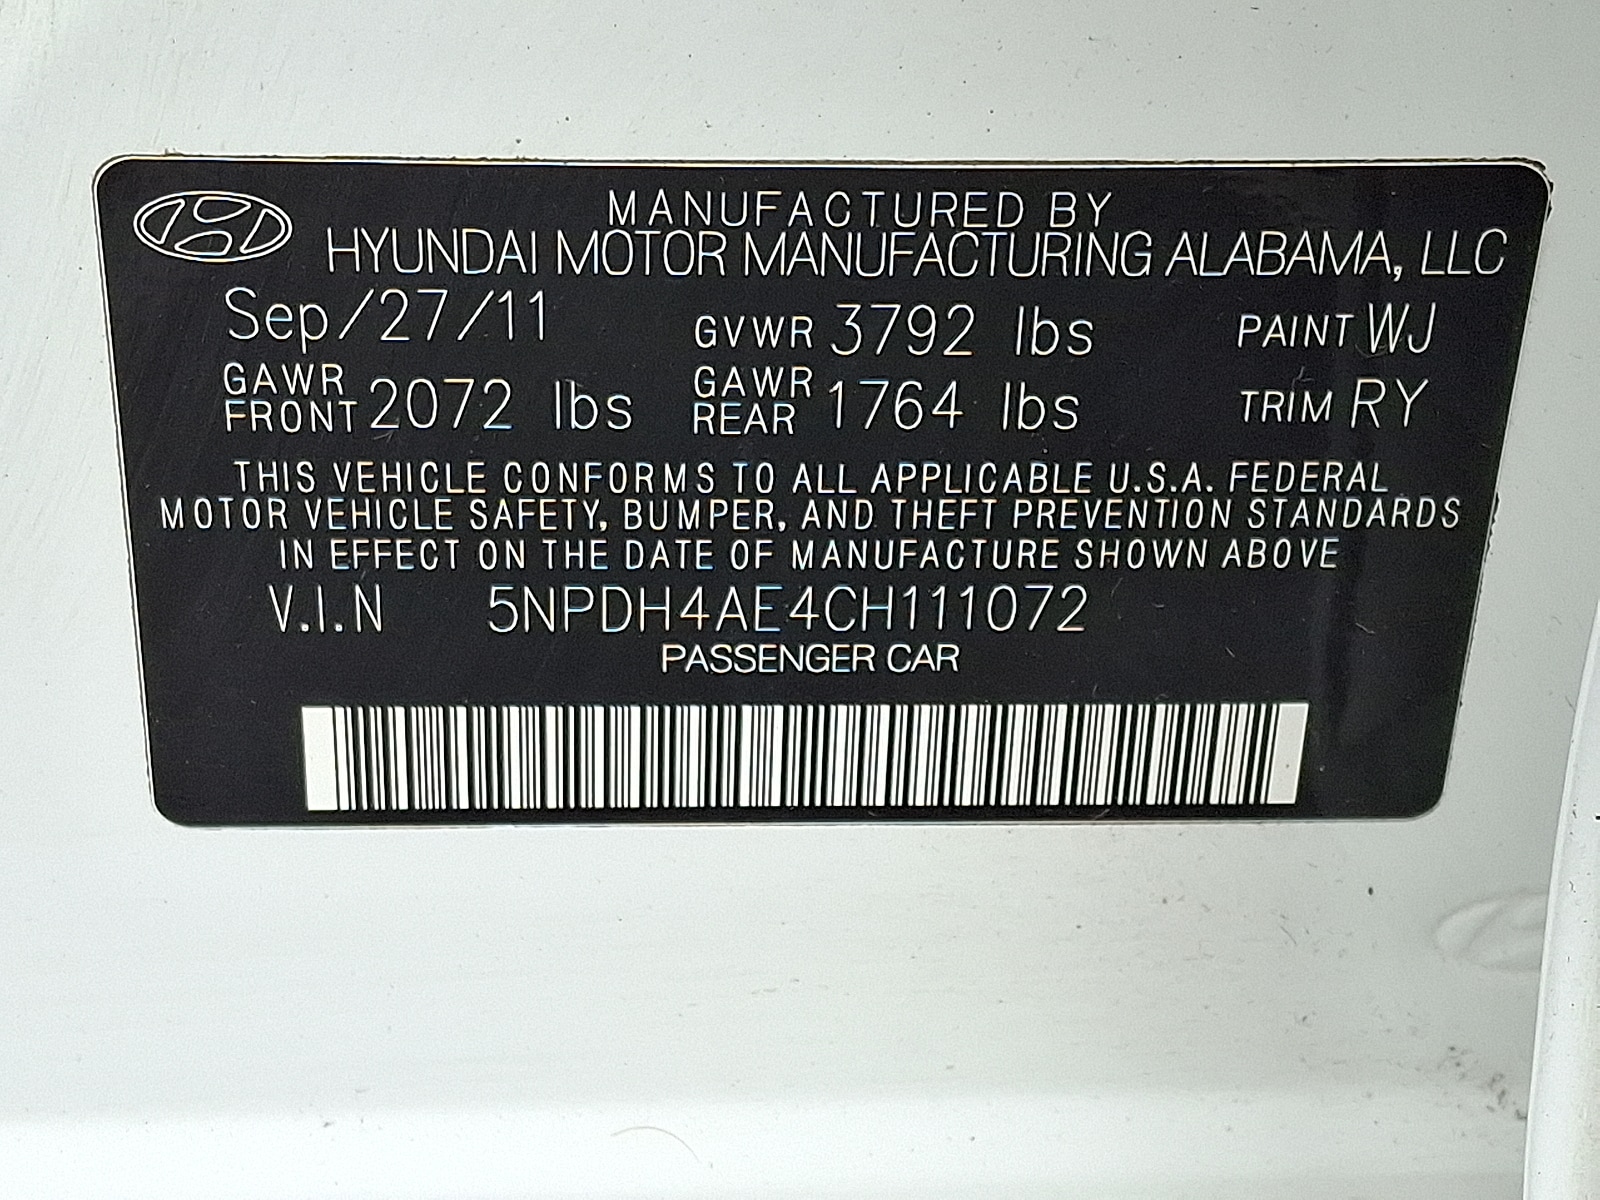 MANUFACTURED BY
HYUNDAI MOTOR MANUFACTURING ALABAMA, LLC
Sep/27/11 GVWR 3792 lbs PAINT WJ
GAWR FRONT 2072 lbs GAWR REAR 1764 lbs TRIM RY
THIS VEHICLE CONFORMS TO ALL APPLICABLE U.S.A. FEDERAL
MOTOR VEHICLE SAFETY, BUMPER, AND THEFT PREVENTION STANDARDS
IN EFFECT ON THE DATE OF MANUFACTURE SHOWN ABOVE
V.I.N 5NPDH4AE4CH111072
PASSENGER CAR